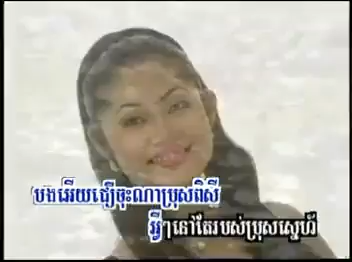 បងអើយជឿចុះណាប្រុសពិសី
អ្វីៗនៅតែរបស់ប្រុសស្នេហ៍